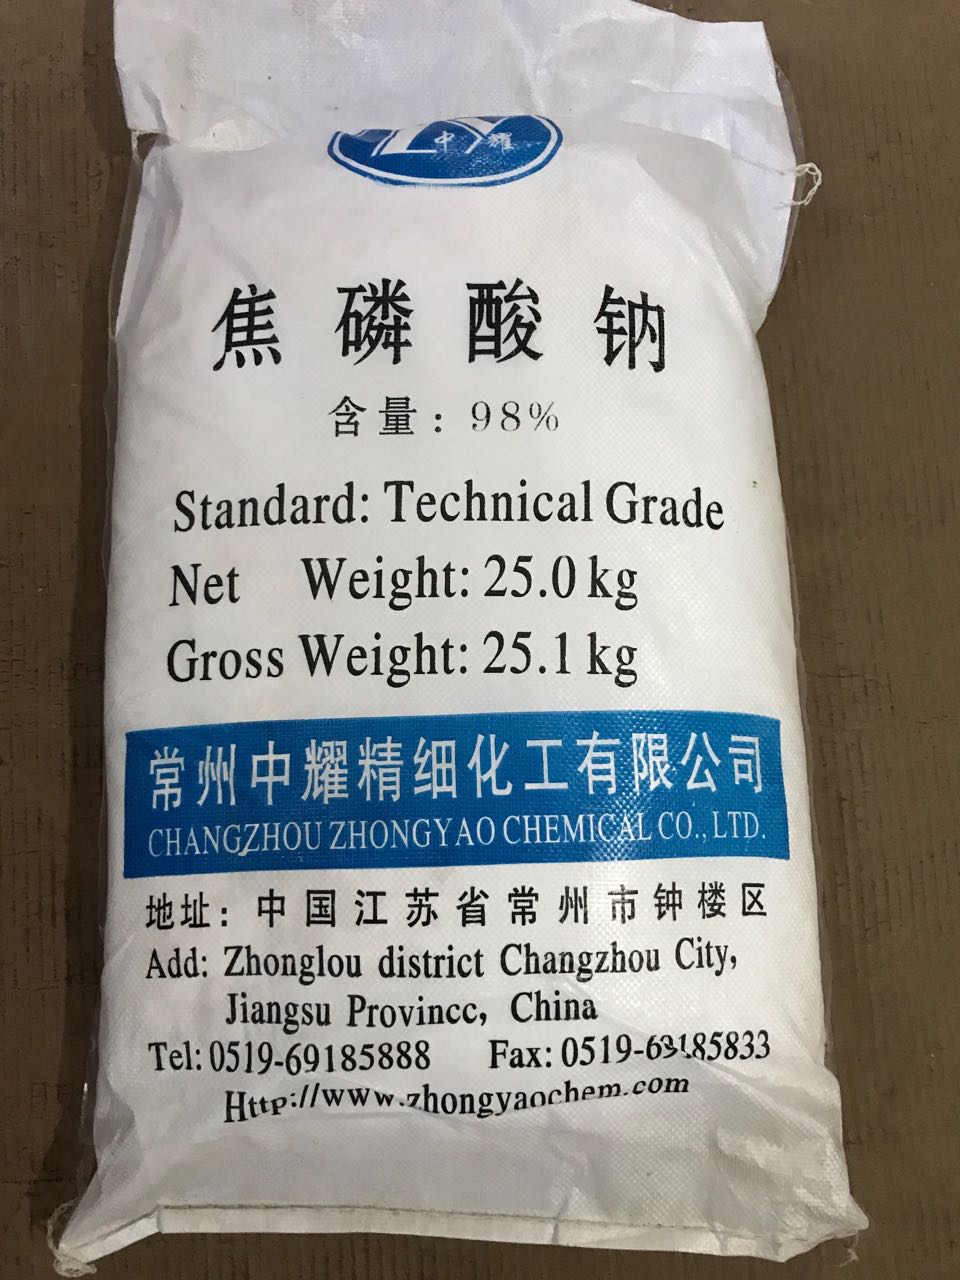 中耀
焦磷酸钠
含量: 98%
Standard: Technical Grade
Net Weight: 25.0 kg
Gross Weight: 25.1 kg
常州中耀精细化工有限公司
CHANGZHOU ZHONGYAO CHEMICAL CO., LTD.
地址: 中国江苏省常州市钟楼区
Add: Zhonglou district Changzhou City,
Jiangsu Provincc, China
Tel: 0519-69185888 Fax: 0519-69185833
Http://www.zhongyaochem.com